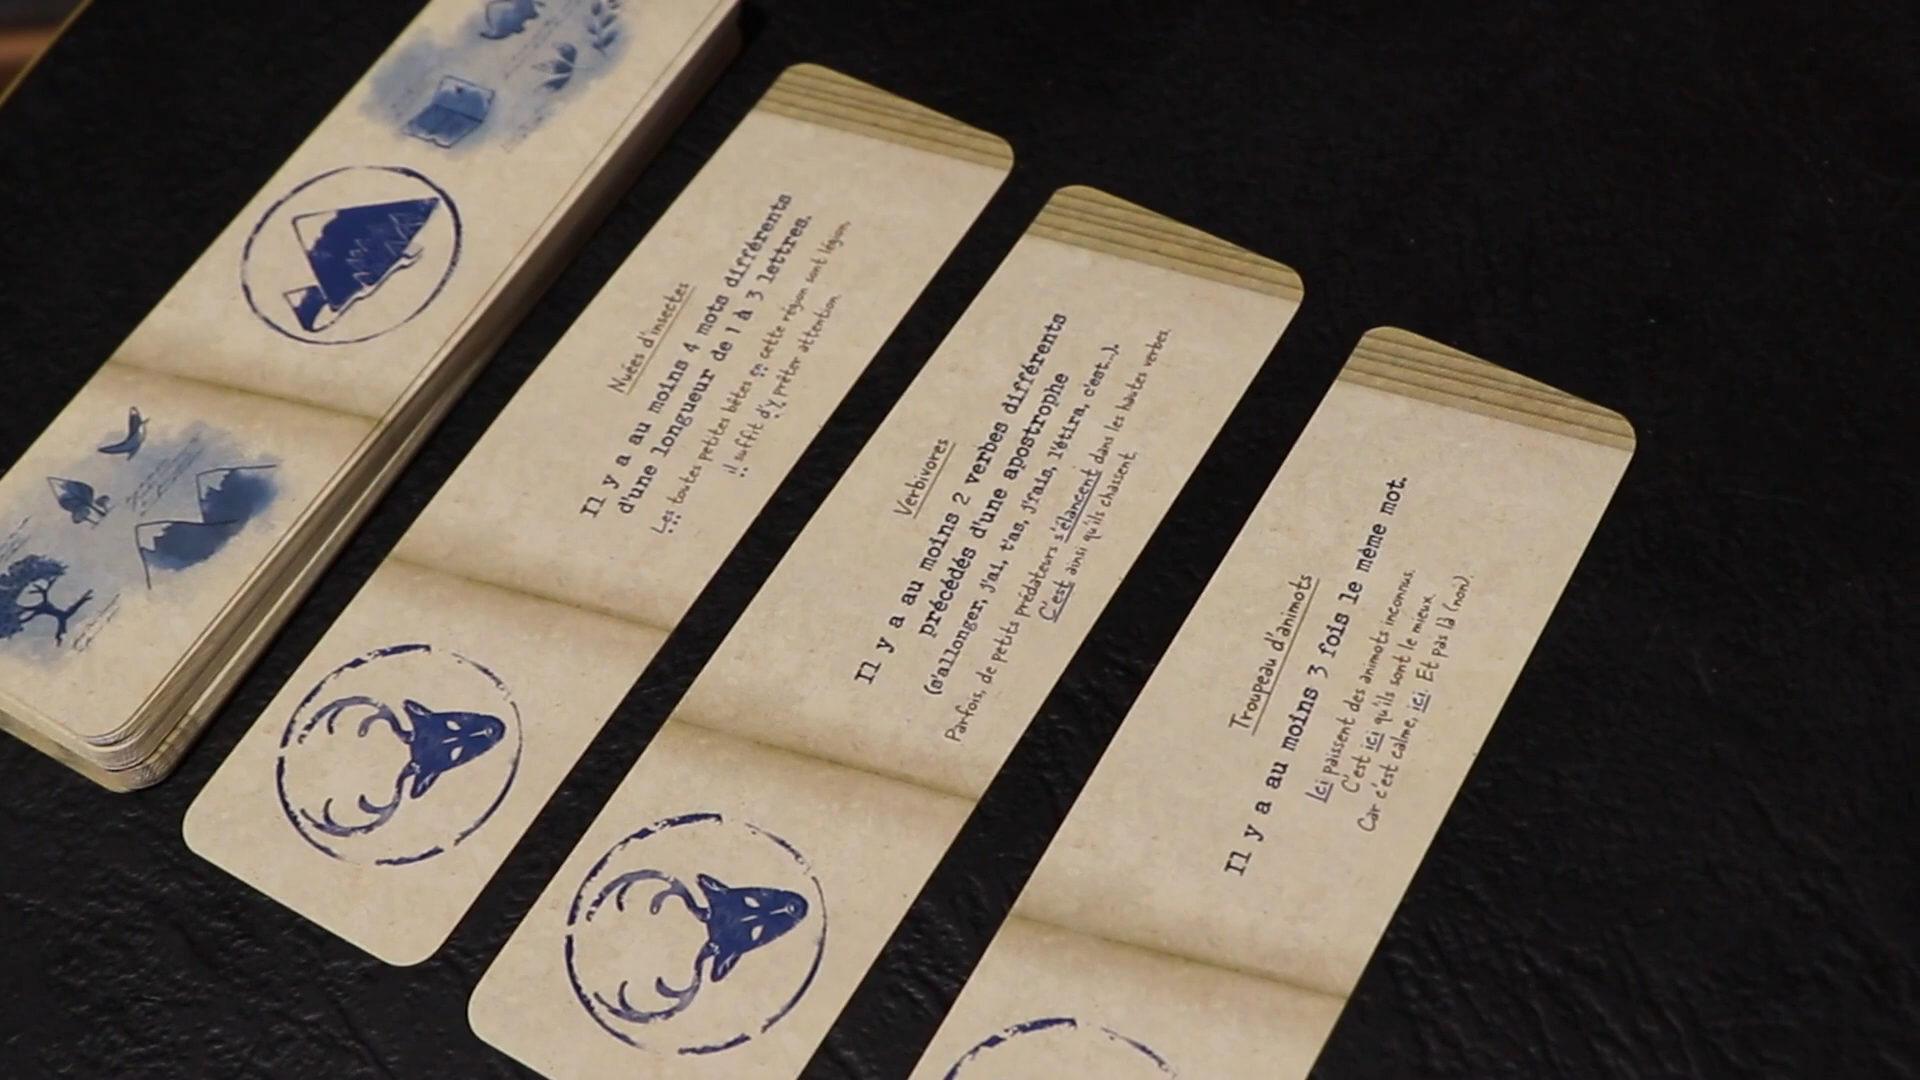 Nuées d'insectes
Il y a au moins 4 mots différents
d'une longueur de 1 à 3 lettres.
Les toutes petites bêtes en cette région sont légion,
il suffit d'y prêter attention.
Verbivores
Il y a au moins 2 verbes différents
précédés d'une apostrophe
(s'allonger, j'ai, t'as, j'fais, l'étira, c'est...).
Parfois, de petits prédateurs s'élancent dans les hautes verbes.
C'est ainsi qu'ils chassent.
Troupeau d'animots
Il y a au moins 3 fois le même mot.
Ici paissent des animots inconnus.
C'est ici qu'ils sont le mieux.
Car c'est calme, ici. Et pas là (non).